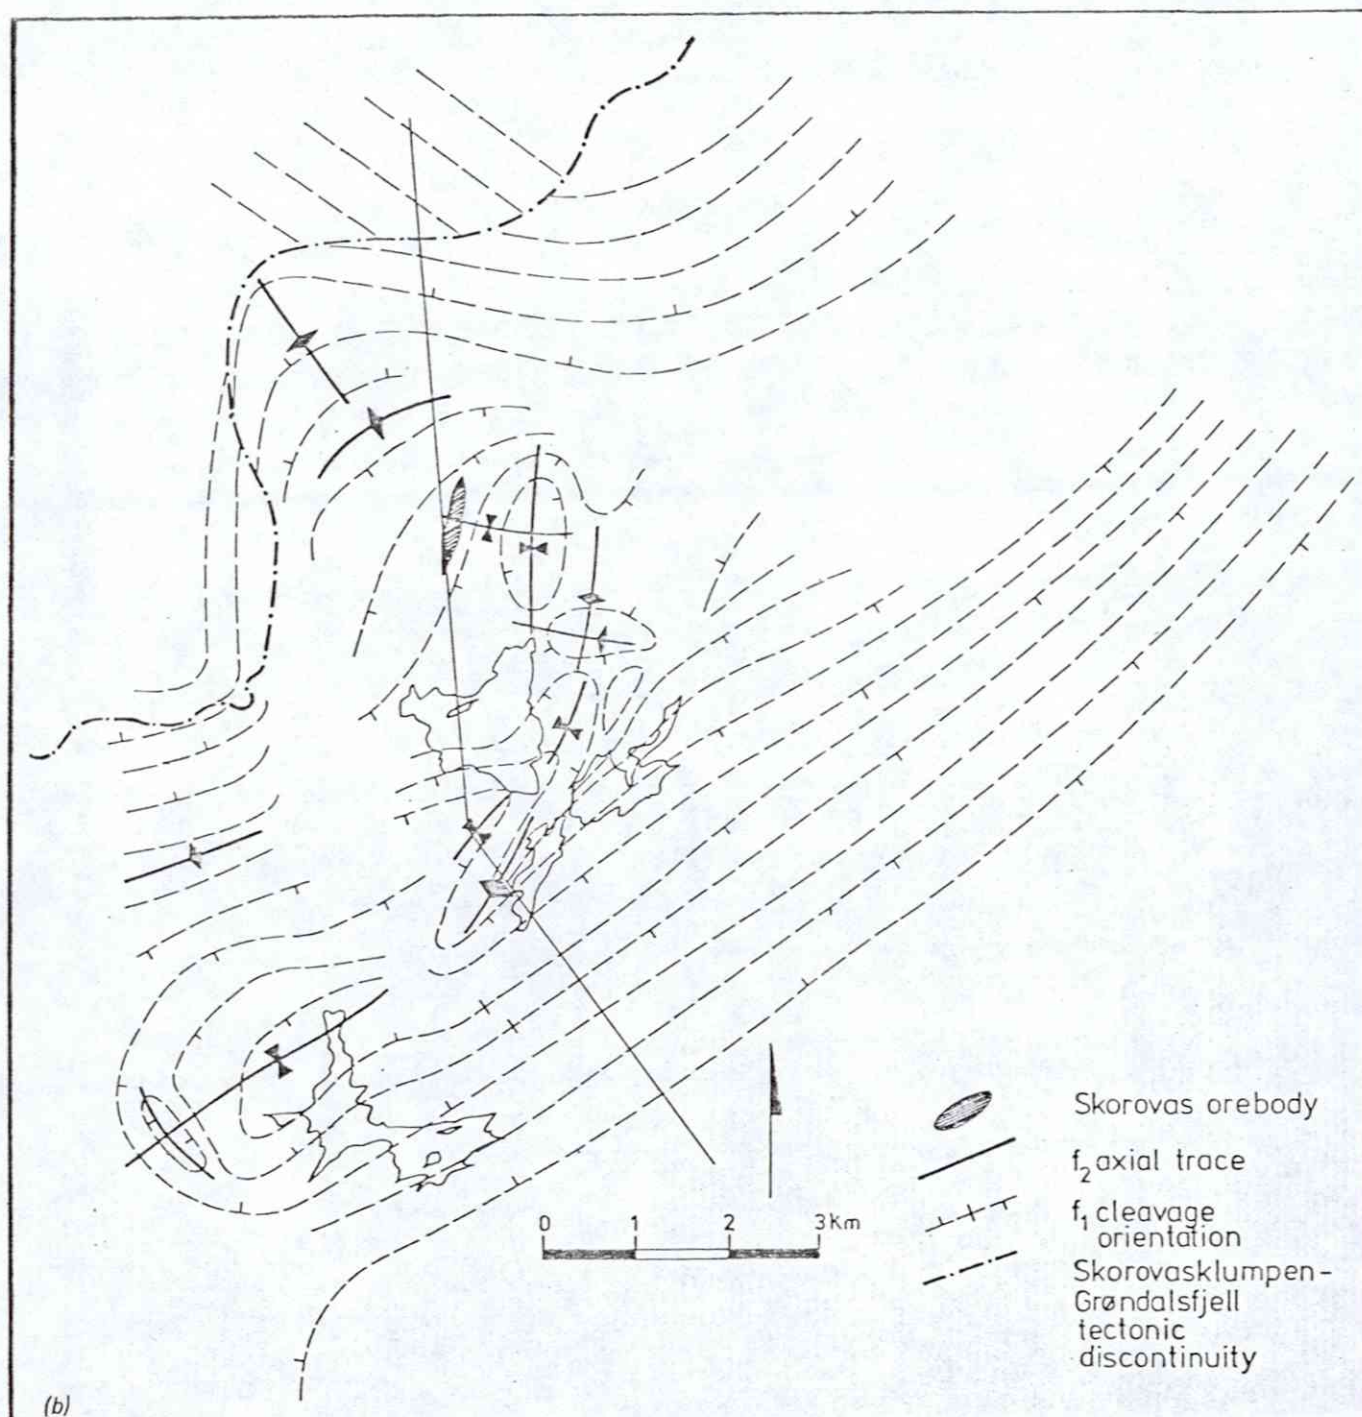 Skorovas orebody
f₂ axial trace
f₁ cleavage
orientation
0 1 2 3 km
Skorovasklumpen-
Grøndalsfjell
tectonic
discontinuity
(b)